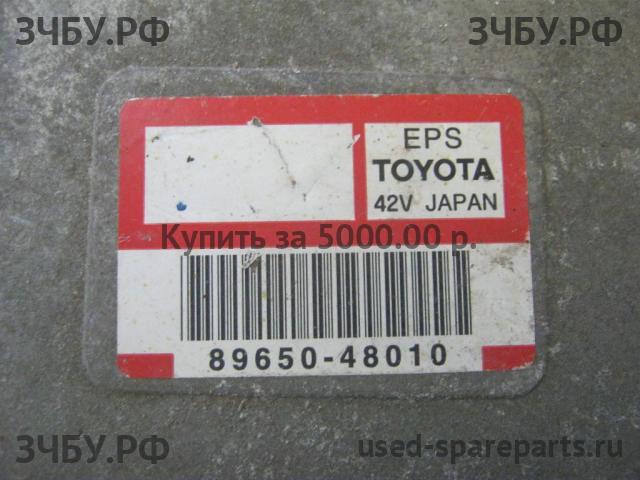 ЗЧБУ.РФ
ЗЧБУ.РФ
EPS
TOYOTA
42V JAPAN
Купить за 5000.00 р.
89650-48010
ЗЧБУ.РФ
used-spareparts.ru